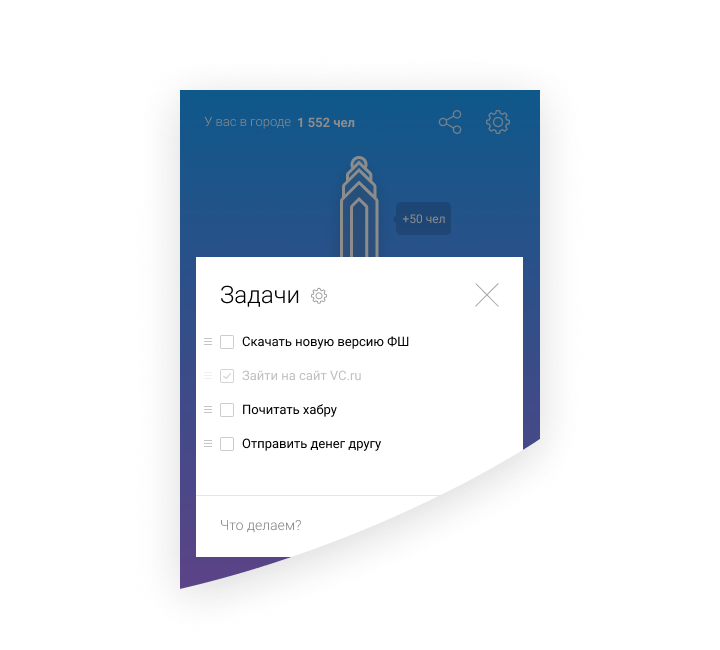 У вас в городе 1 552 чел
+50 чел
Задачи
Скачать новую версию ФШ
Зайти на сайт VC.ru
Почитать хабру
Отправить денег другу
Что делаем?